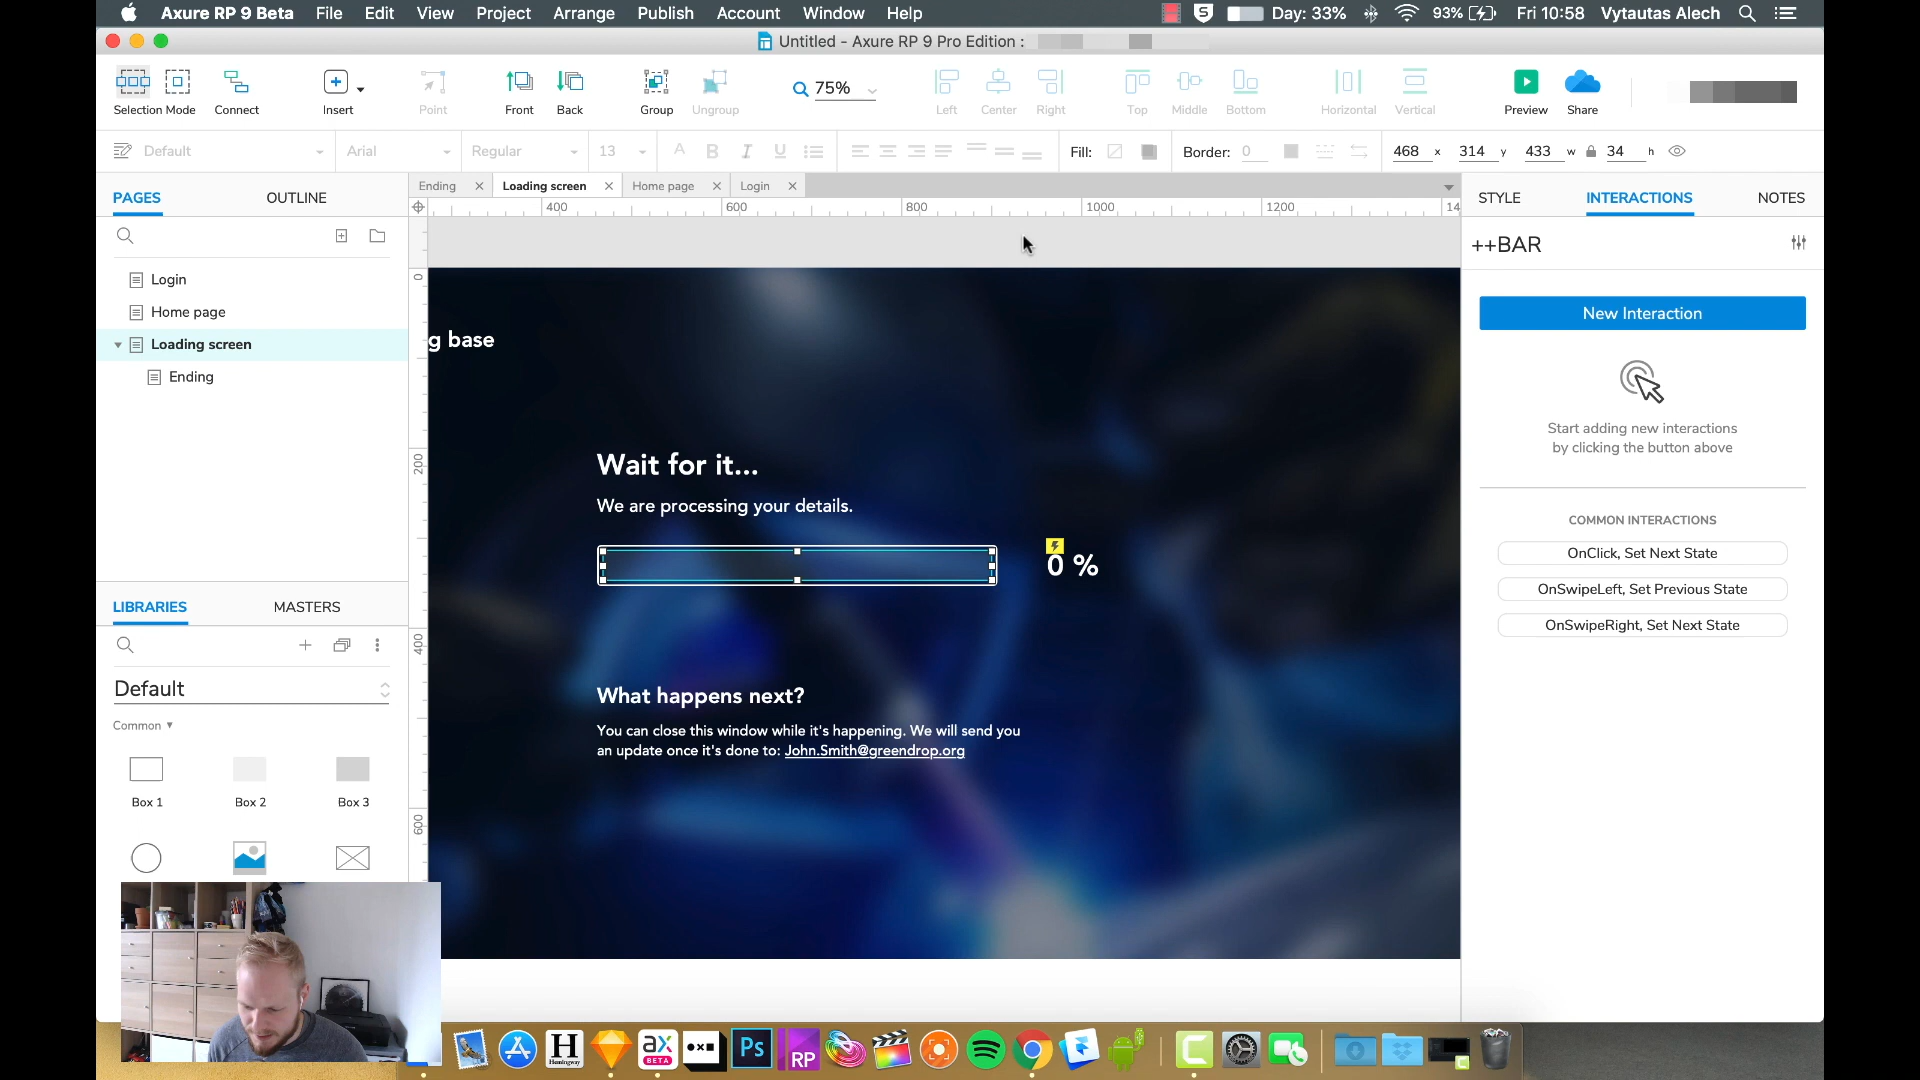 Axure RP 9 Beta File Edit View Project Arrange Publish Account Window Help
S Day: 33% 93% Fri 10:58 Vytautas Alech
Untitled - Axure RP 9 Pro Edition :
75%
Selection Mode Connect Insert Point Front Back Group Ungroup Left Center Right Top Middle Bottom Horizontal Vertical Preview Share
Default Arial Regular 13 A B I U Fill: Border: 0 468 x 314 y 433 w 34 h
PAGES OUTLINE
Ending Loading screen Home page Login
STYLE INTERACTIONS NOTES
400 600 800 1000 1200 14
0
200
400
600
++BAR
Login
Home page
Loading screen
Ending
New Interaction
Start adding new interactions
by clicking the button above
COMMON INTERACTIONS
OnClick, Set Next State
OnSwipeLeft, Set Previous State
OnSwipeRight, Set Next State
g base
Wait for it...
We are processing your details.
0 %
What happens next?
You can close this window while it's happening. We will send you
an update once it's done to: John.Smith@greendrop.org
LIBRARIES MASTERS
Default
Common
Box 1 Box 2 Box 3
H
Hemingway
ax
BETA
Ps
RP